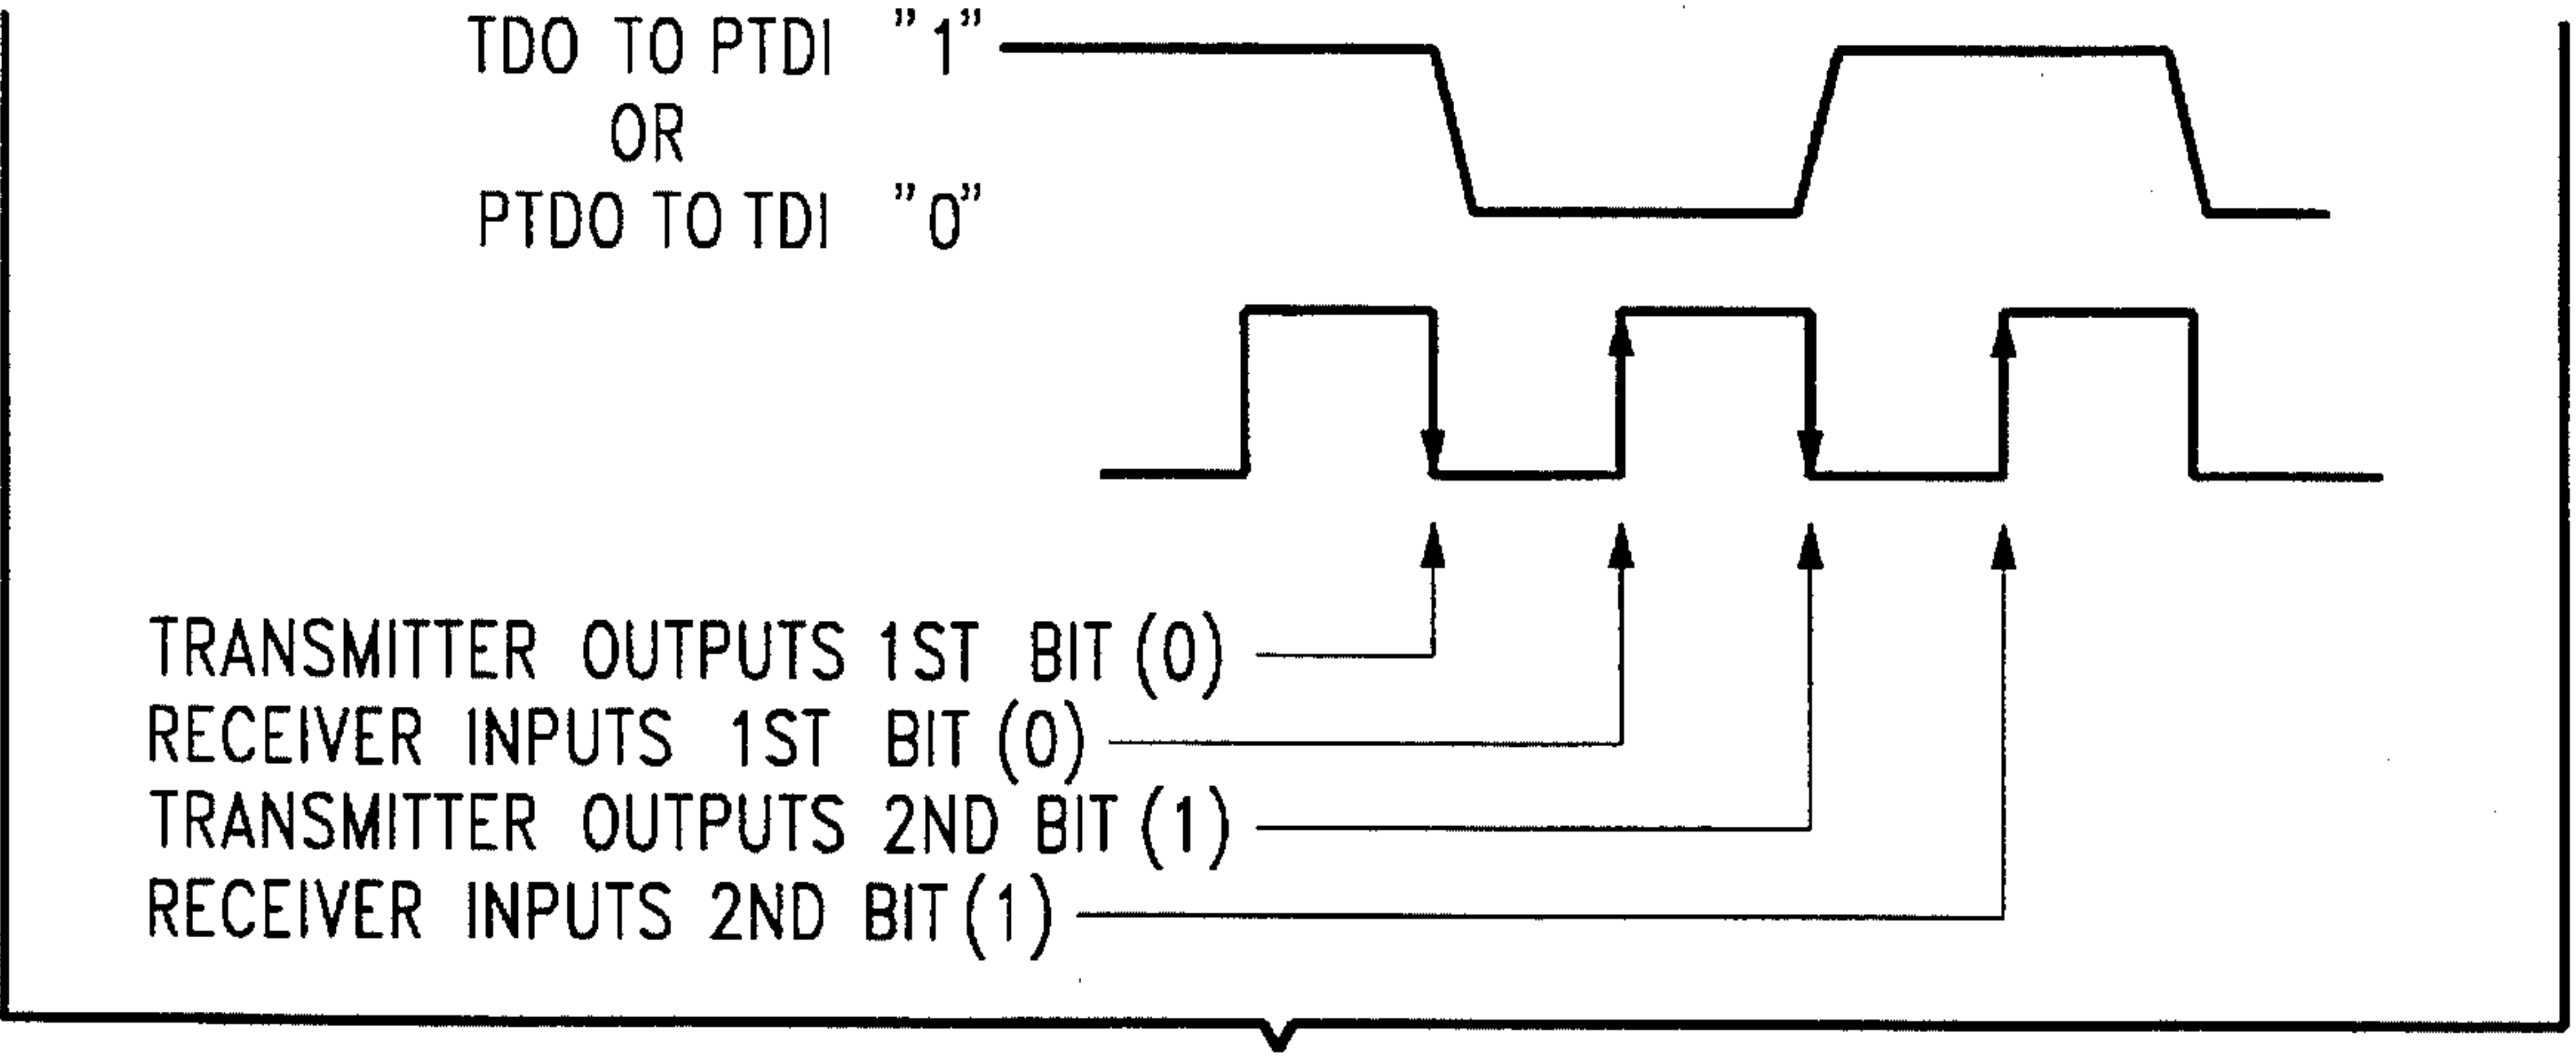 TDO TO PTDI "1"
OR
PTDO TO TDI "0"
TRANSMITTER OUTPUTS 1ST BIT (0)
RECEIVER INPUTS 1ST BIT (0)
TRANSMITTER OUTPUTS 2ND BIT (1)
RECEIVER INPUTS 2ND BIT (1)